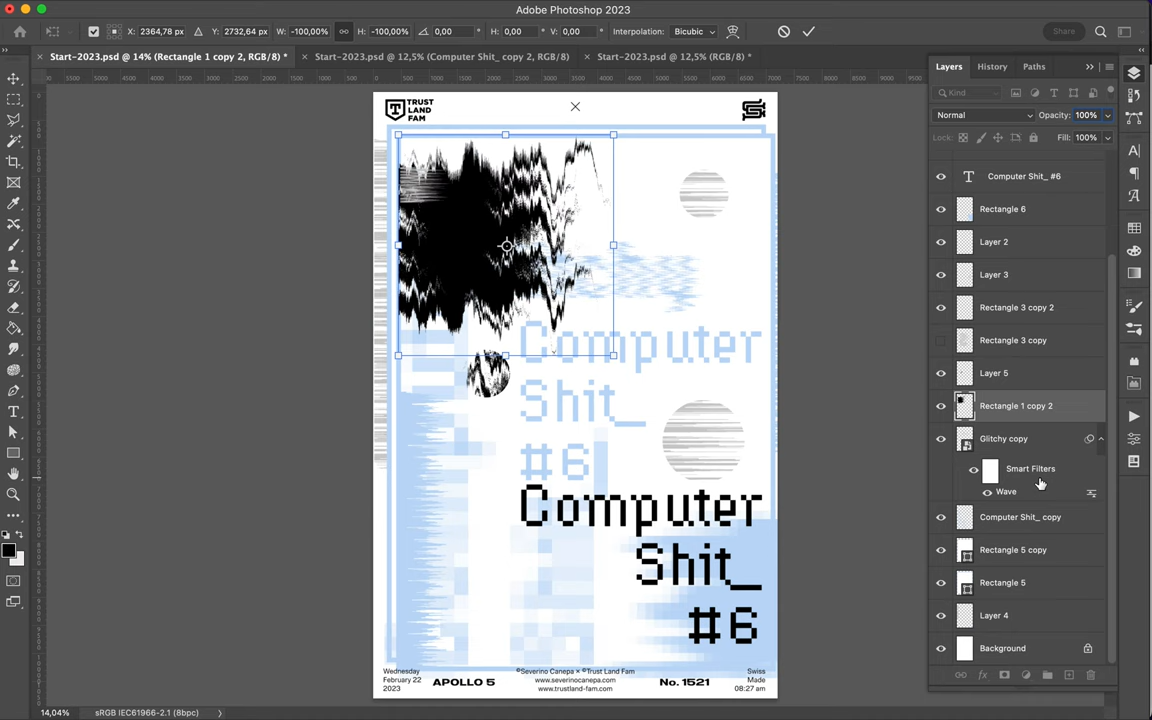 Adobe Photoshop 2023
X: 2364,78 px Y: 2732,64 px W: -100,00% H: -100,00% 0,00 ° H: 0,00 ° V: 0,00 ° Interpolation: Bicubic Share
Start-2023.psd @ 14% (Rectangle 1 copy 2, RGB/8) * Start-2023.psd @ 12,5% (Computer Shit_ copy 2, RGB/8) Start-2023.psd @ 12,5% (RGB/8) *
TRUST
LAND
FAM
Computer
Shit_
#6
Computer
Shit_
#6
Wednesday
February 22
2023
APOLLO 5
©Severino Canepa × ©Trust Land Fam
www.severinocanepa.com
www.trustland-fam.com
No. 1521
Swiss
Made
08:27 am
Layers History Paths
Kind
Normal Opacity: 100%
Lock: Fill: 100%
Computer Shit_ #6
Rectangle 6
Layer 2
Layer 3
Rectangle 3 copy 2
Rectangle 3 copy
Layer 5
Rectangle 1 copy 2
Glitchy copy
Smart Filters
Wave
Computer Shit_ copy
Rectangle 5 copy
Rectangle 5
Layer 4
Background
14,04% sRGB IEC61966-2.1 (8bpc)